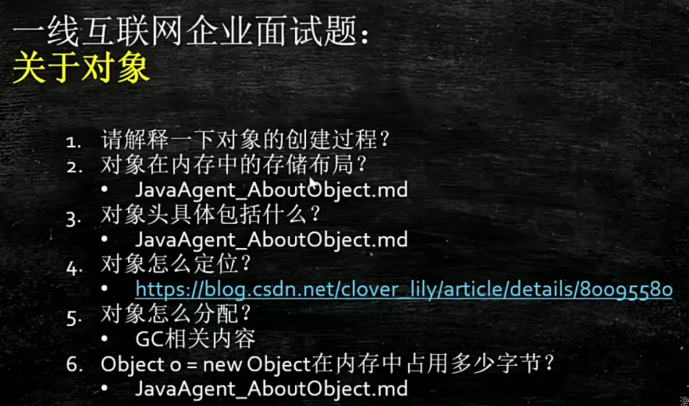 一线互联网企业面试题：
关于对象
1. 请解释一下对象的创建过程？
2. 对象在内存中的存储布局？
• JavaAgent_AboutObject.md
3. 对象头具体包括什么？
• JavaAgent_AboutObject.md
4. 对象怎么定位？
• https://blog.csdn.net/clover_lily/article/details/80095580
5. 对象怎么分配？
• GC相关内容
6. Object o = new Object在内存中占用多少字节？
• JavaAgent_AboutObject.md